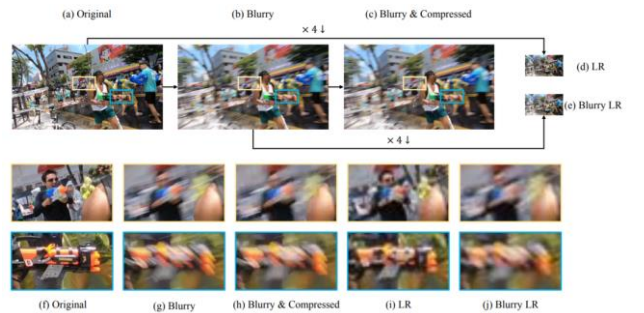 (a) Original (b) Blurry (c) Blurry & Compressed
× 4↓
(d) LR
(e) Blurry LR
× 4↓
(f) Original (g) Blurry (h) Blurry & Compressed (i) LR (j) Blurry LR